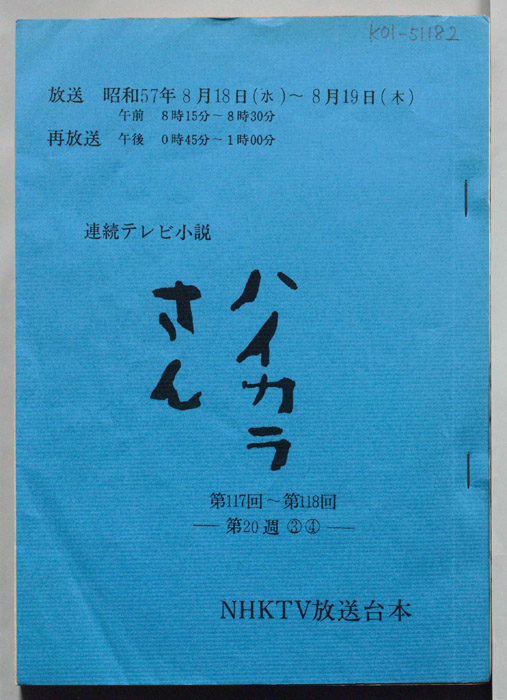 K01-51182
放送 昭和57年8月18日(水)~8月19日(木)
午前 8時15分~8時30分
再放送 午後 0時45分~1時00分
連続テレビ小説
ハイカラ
さん
第117回~第118回
― 第20週 ③④ ―
NHKTV放送台本